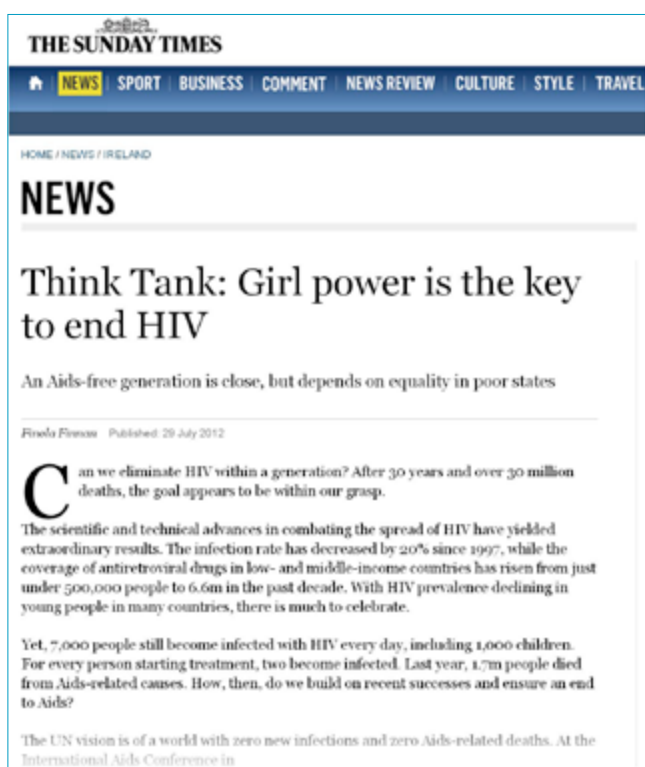 THE SUNDAY TIMES
NEWS SPORT BUSINESS COMMENT NEWS REVIEW CULTURE STYLE TRAVEL
HOME / NEWS / IRELAND
NEWS
Think Tank: Girl power is the key
to end HIV
An Aids-free generation is close, but depends on equality in poor states
Finola Finnan Published: 29 July 2012
Can we eliminate HIV within a generation? After 30 years and over 30 million
deaths, the goal appears to be within our grasp.
The scientific and technical advances in combating the spread of HIV have yielded
extraordinary results. The infection rate has decreased by 20% since 1997, while the
coverage of antiretroviral drugs in low- and middle-income countries has risen from just
under 500,000 people to 6.6m in the past decade. With HIV prevalence declining in
young people in many countries, there is much to celebrate.
Yet, 7,000 people still become infected with HIV every day, including 1,000 children.
For every person starting treatment, two become infected. Last year, 1.7m people died
from Aids-related causes. How, then, do we build on recent successes and ensure an end
to Aids?
The UN vision is of a world with zero new infections and zero Aids-related deaths. At the
International Aids Conference in